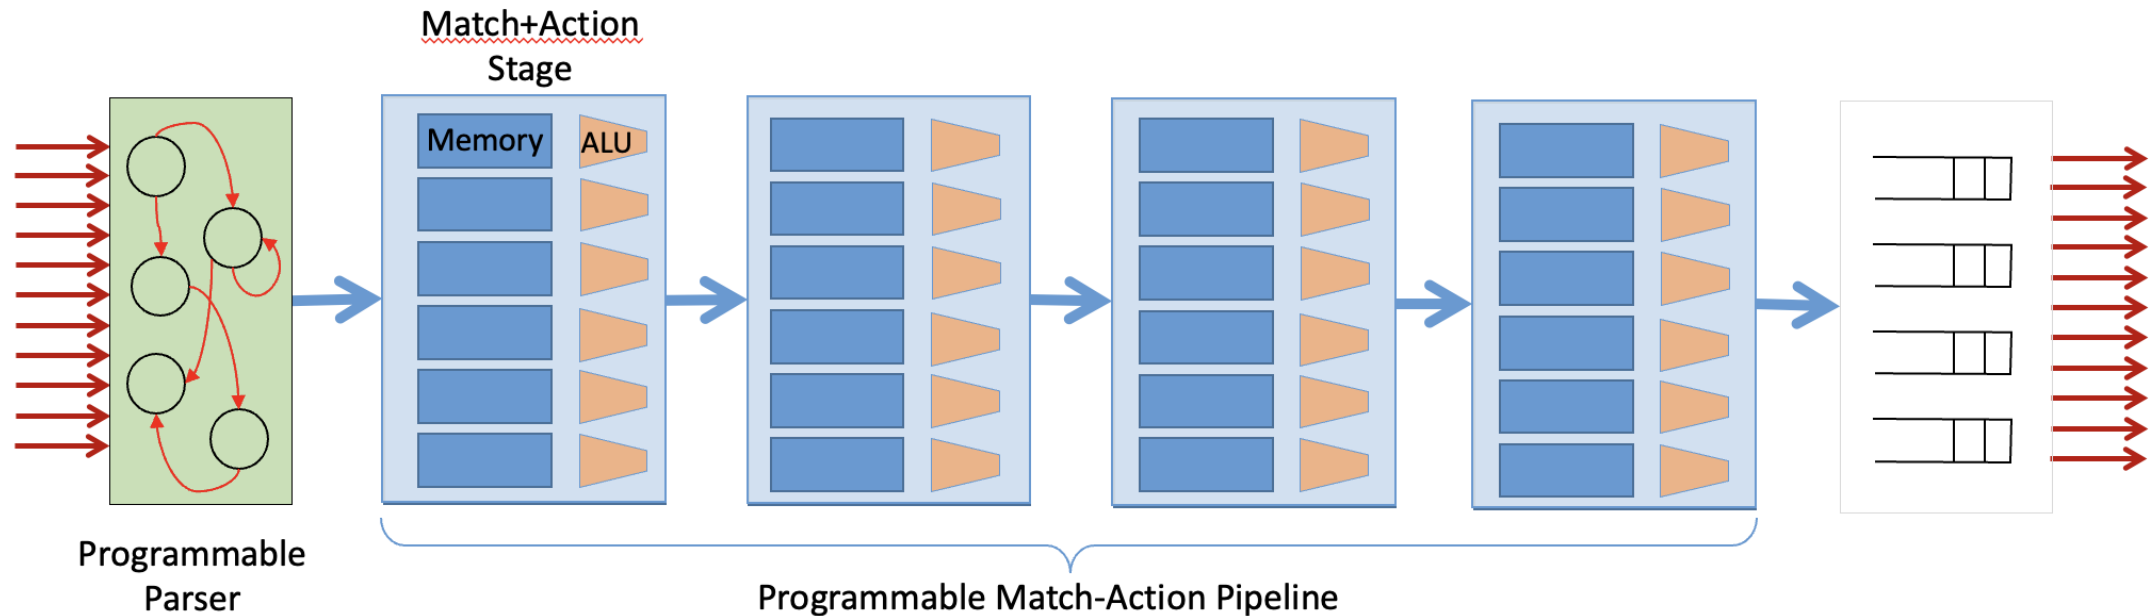 Match+Action
Stage
Memory
ALU
Programmable
Parser
Programmable Match-Action Pipeline